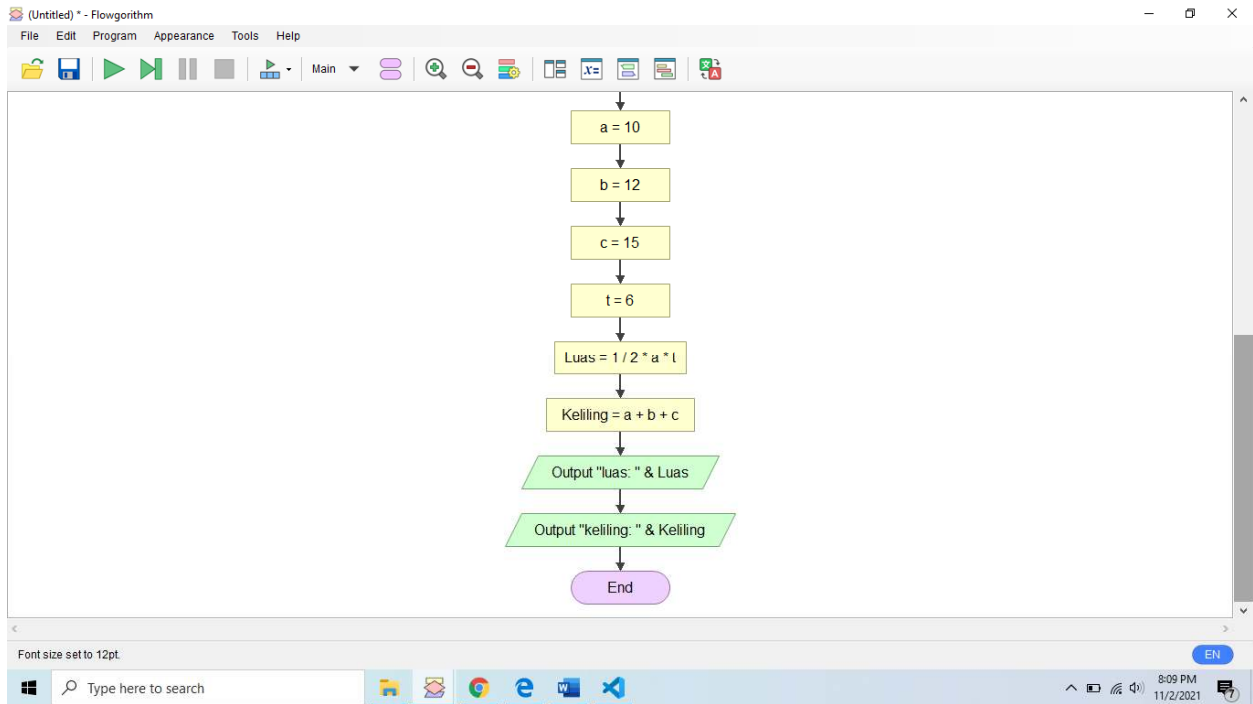 (Untitled) * - Flowgorithm
File Edit Program Appearance Tools Help
Main
a = 10
b = 12
c = 15
t = 6
Luas = 1 / 2 * a * t
Keliling = a + b + c
Output "luas: " & Luas
Output "keliling: " & Keliling
End
Font size set to 12pt.
EN
Type here to search
8:09 PM
11/2/2021
7